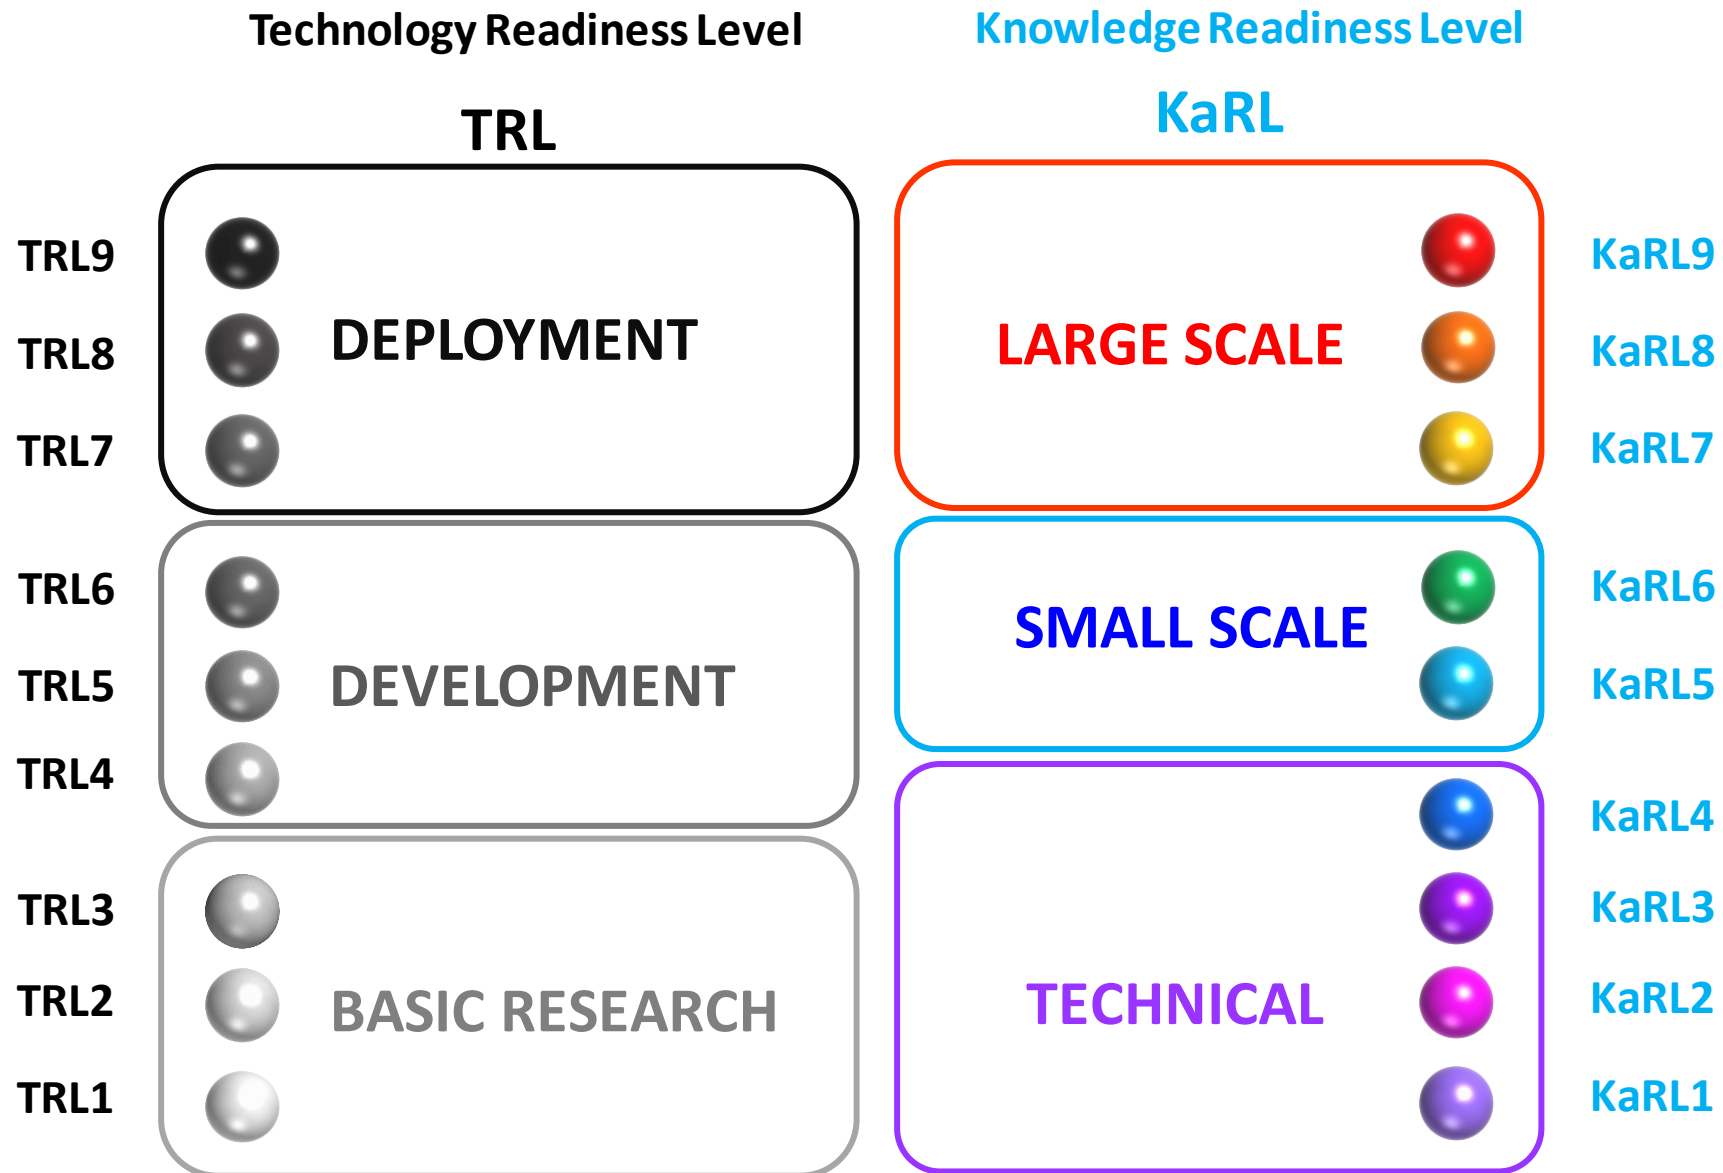 Technology Readiness Level
Knowledge Readiness Level
TRL
KaRL
TRL9
TRL8
TRL7
DEPLOYMENT
LARGE SCALE
KaRL9
KaRL8
KaRL7
TRL6
TRL5
TRL4
DEVELOPMENT
SMALL SCALE
KaRL6
KaRL5
TRL3
TRL2
TRL1
BASIC RESEARCH
TECHNICAL
KaRL4
KaRL3
KaRL2
KaRL1